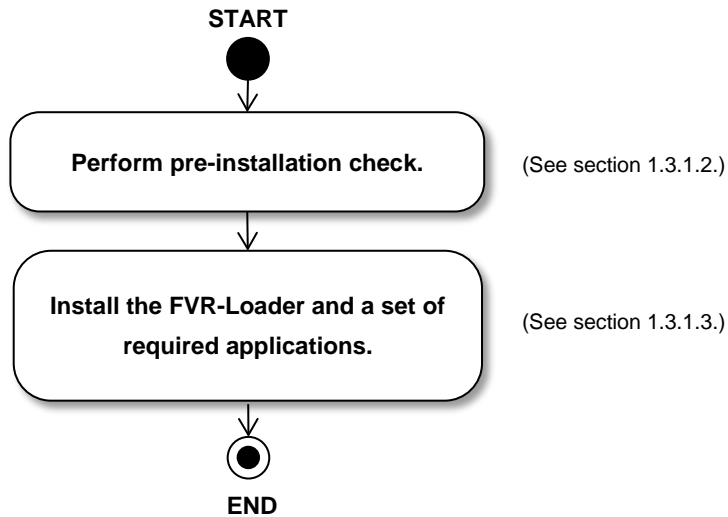 START
Perform pre-installation check.
(See section 1.3.1.2.)
Install the FVR-Loader and a set of
required applications.
(See section 1.3.1.3.)
END